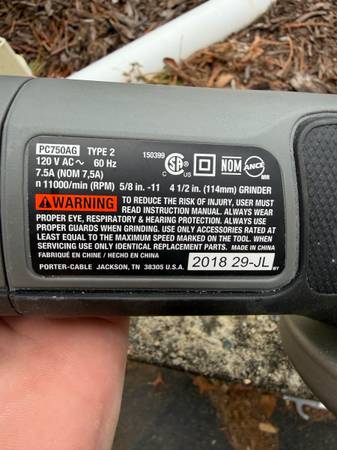 PC750AG TYPE 2
120 V AC ~ 60 Hz
7.5A (NOM 7,5A)
150399 C SA US NOM ANCE
n 11000/min (RPM) 5/8 in. -11 4 1/2 in. (114mm) GRINDER
WARNING TO REDUCE THE RISK OF INJURY, USER MUST
READ INSTRUCTION MANUAL. ALWAYS WEAR
PROPER EYE, RESPIRATORY & HEARING PROTECTION. ALWAYS USE
PROPER GUARDS WHEN GRINDING. USE ONLY ACCESSORIES RATED AT
LEAST EQUAL TO THE MAXIMUM SPEED MARKED ON THE TOOL. WHEN
SERVICING USE ONLY IDENTICAL REPLACEMENT PARTS. MADE IN CHINA
FABRIQUÉ EN CHINE / HECHO EN CHINA
PORTER-CABLE JACKSON, TN 38305 U.S.A.
2018 29-JL